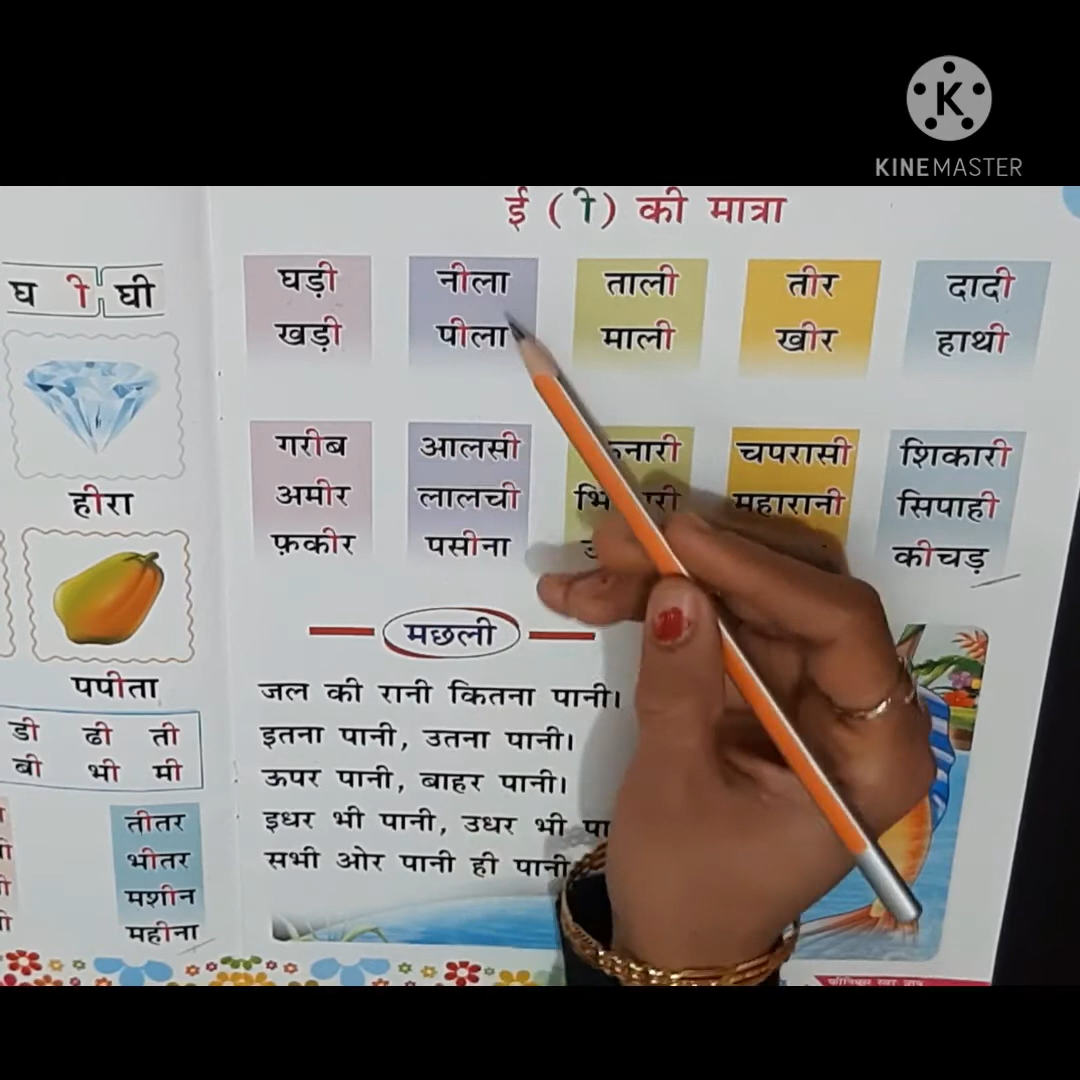 KINEMASTER
ई ( ी ) की मात्रा
घ ी घी
हीरा
पपीता
डी ढी ती
बी भी मी
तीतर
भीतर
मशीन
महीना
घड़ी नीला ताली तीर दादी
खड़ी पीला माली खीर हाथी
गरीब आलसी चपरासी शिकारी
अमीर लालची महारानी सिपाही
फ़कीर पसीना कीचड़
मछली
जल की रानी कितना पानी।
इतना पानी, उतना पानी।
ऊपर पानी, बाहर पानी।
इधर भी पानी, उधर भी
सभी ओर पानी ही पानी